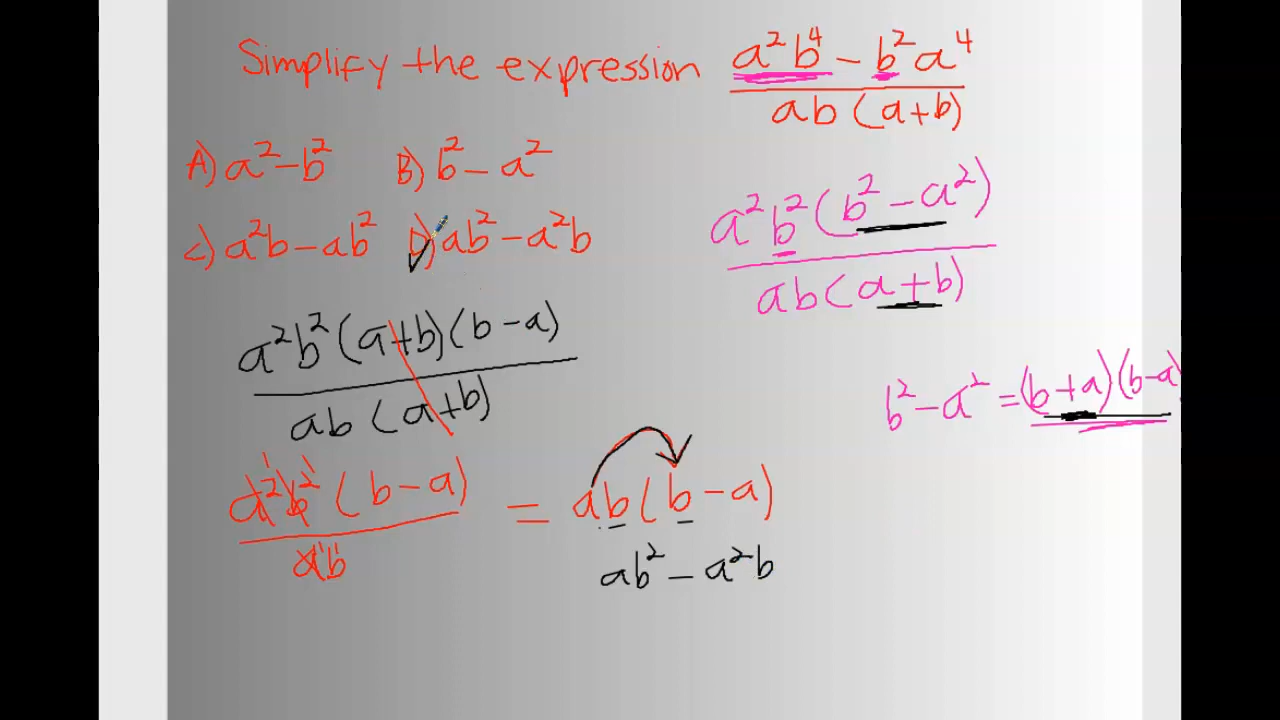 Simplify the expression a²b⁴ - b²a⁴ / ab(a+b)
A) a² - b² B) b² - a²
C) a²b - ab² D) ab² - a²b
a²b²(b² - a²)
ab(a+b)
a²b²(a+b)(b-a)
ab(a+b)
b² - a² = (b+a)(b-a)
a²b²(b-a) / ab = ab(b-a)
ab² - a²b